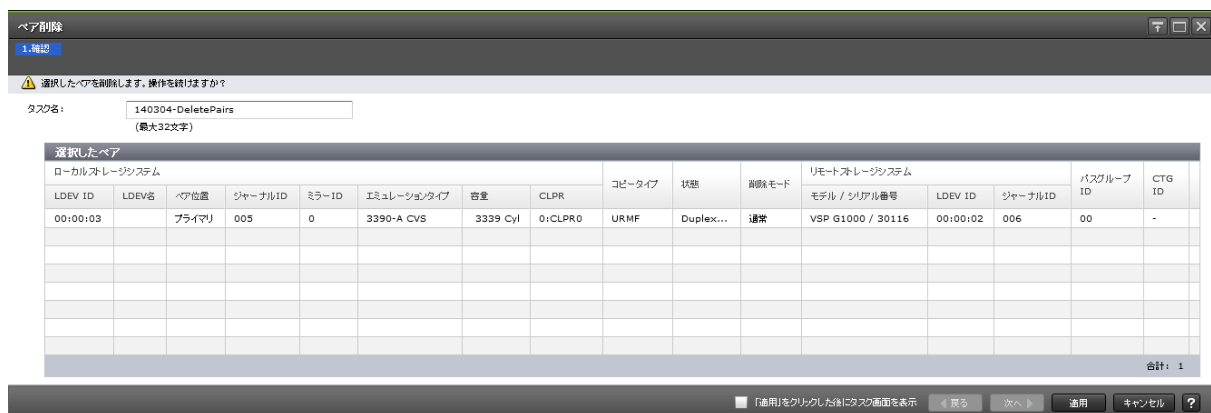 ペア削除
1.確認
選択したペアを削除します。操作を続けますか?
タスク名: 140304-DeletePairs
(最大32文字)
選択したペア
ローカルストレージシステム コピータイプ 状態 削除モード リモートストレージシステム パスグループID CTG ID
LDEV ID LDEV名 ペア位置 ジャーナルID ミラーID エミュレーションタイプ 容量 CLPR モデル / シリアル番号 LDEV ID ジャーナルID
00:00:03 プライマリ 005 0 3390-A CVS 3339 Cyl 0:CLPR0 URMF Duplex... 通常 VSP G1000 / 30116 00:00:02 006 00 -
合計: 1
「適用」をクリックした後にタスク画面を表示 戻る 次へ 適用 キャンセル ?